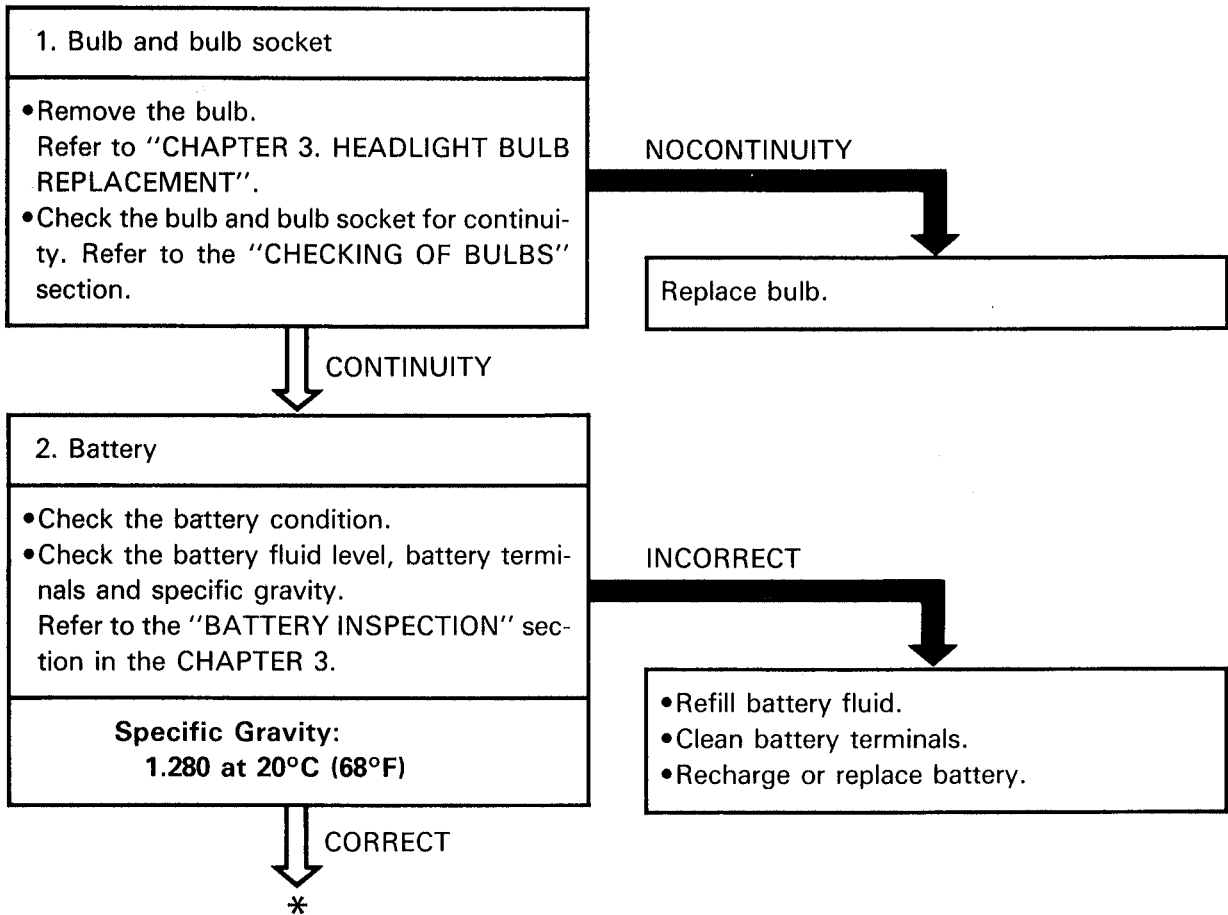 1. Bulb and bulb socket
•Remove the bulb.
Refer to "CHAPTER 3. HEADLIGHT BULB
REPLACEMENT".
•Check the bulb and bulb socket for continui-
ty. Refer to the "CHECKING OF BULBS"
section.
NOCONTINUITY
Replace bulb.
CONTINUITY
2. Battery
•Check the battery condition.
•Check the battery fluid level, battery termi-
nals and specific gravity.
Refer to the "BATTERY INSPECTION" sec-
tion in the CHAPTER 3.
Specific Gravity:
1.280 at 20°C (68°F)
INCORRECT
•Refill battery fluid.
•Clean battery terminals.
•Recharge or replace battery.
CORRECT
*